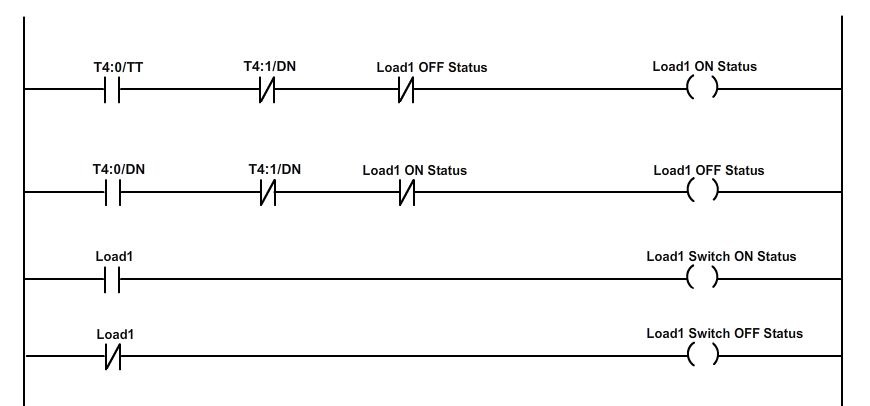 T4:0/TT T4:1/DN Load1 OFF Status Load1 ON Status
T4:0/DN T4:1/DN Load1 ON Status Load1 OFF Status
Load1 Load1 Switch ON Status
Load1 Load1 Switch OFF Status